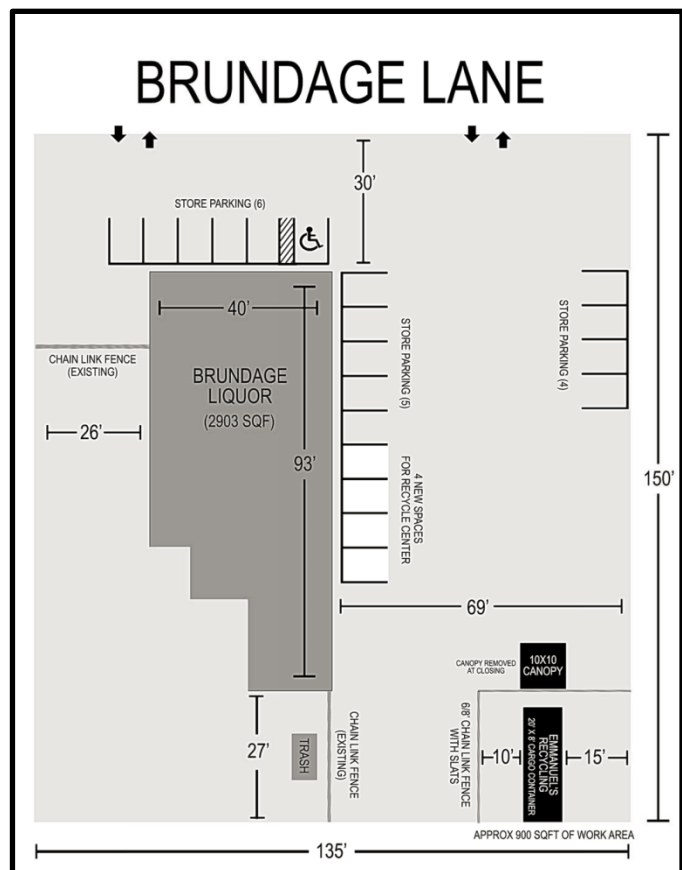 BRUNDAGE LANE
30'
STORE PARKING (6)
40'
STORE PARKING (5)
STORE PARKING (4)
CHAIN LINK FENCE
(EXISTING)
BRUNDAGE
LIQUOR
(2903 SQF)
26'
93'
4 NEW SPACES
FOR RECYCLE CENTER
150'
69'
CANOPY REMOVED
AT CLOSING
10X10
CANOPY
27'
TRASH
CHAIN LINK FENCE
(EXISTING)
6/8' CHAIN LINK FENCE
WITH SLATS
10'
EMMANUEL'S
RECYCLING
20' X 8' CARGO CONTAINER
15'
APPROX 900 SQFT OF WORK AREA
135'